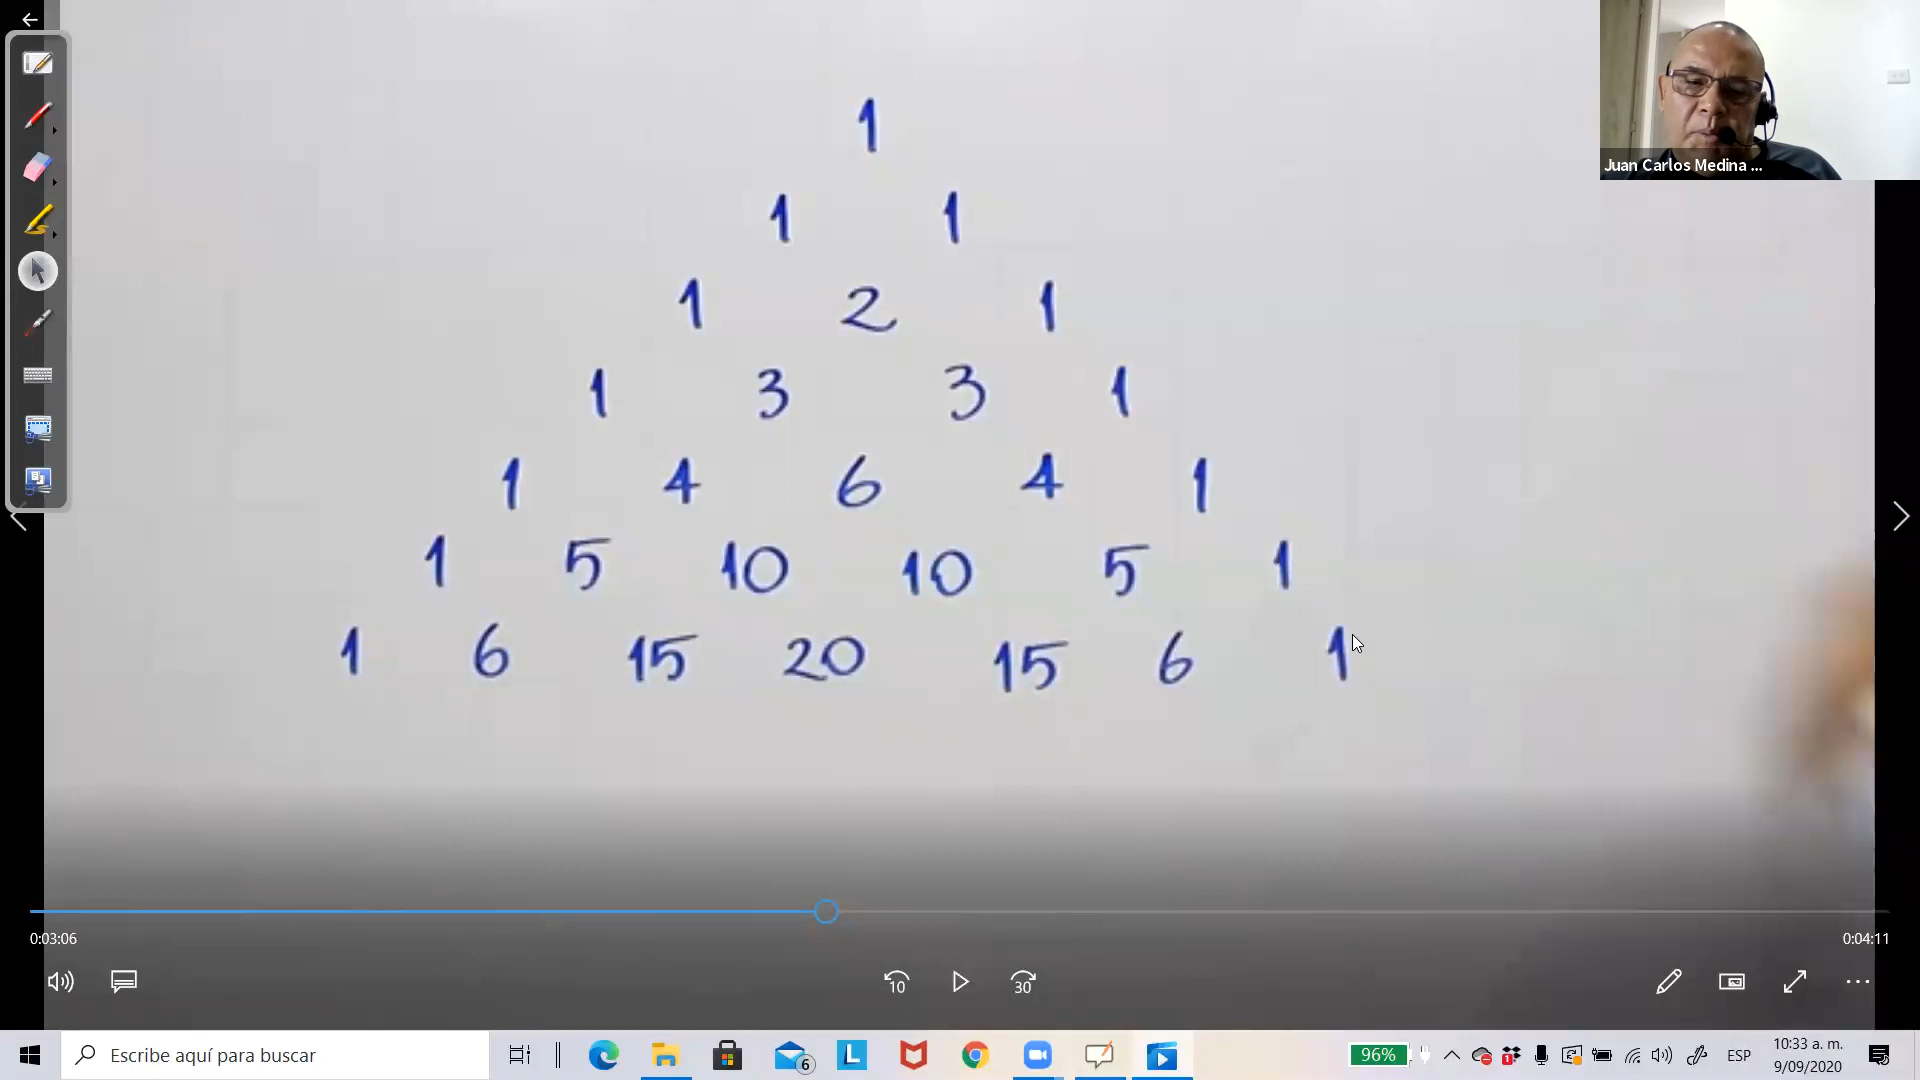 Juan Carlos Medina ...
1
1 1
1 2 1
1 3 3 1
1 4 6 4 1
1 5 10 10 5 1
1 6 15 20 15 6 1
0:03:06
0:04:11
10
30
Escribe aquí para buscar
6
L
96%
1
ESP
10:33 a. m.
9/09/2020